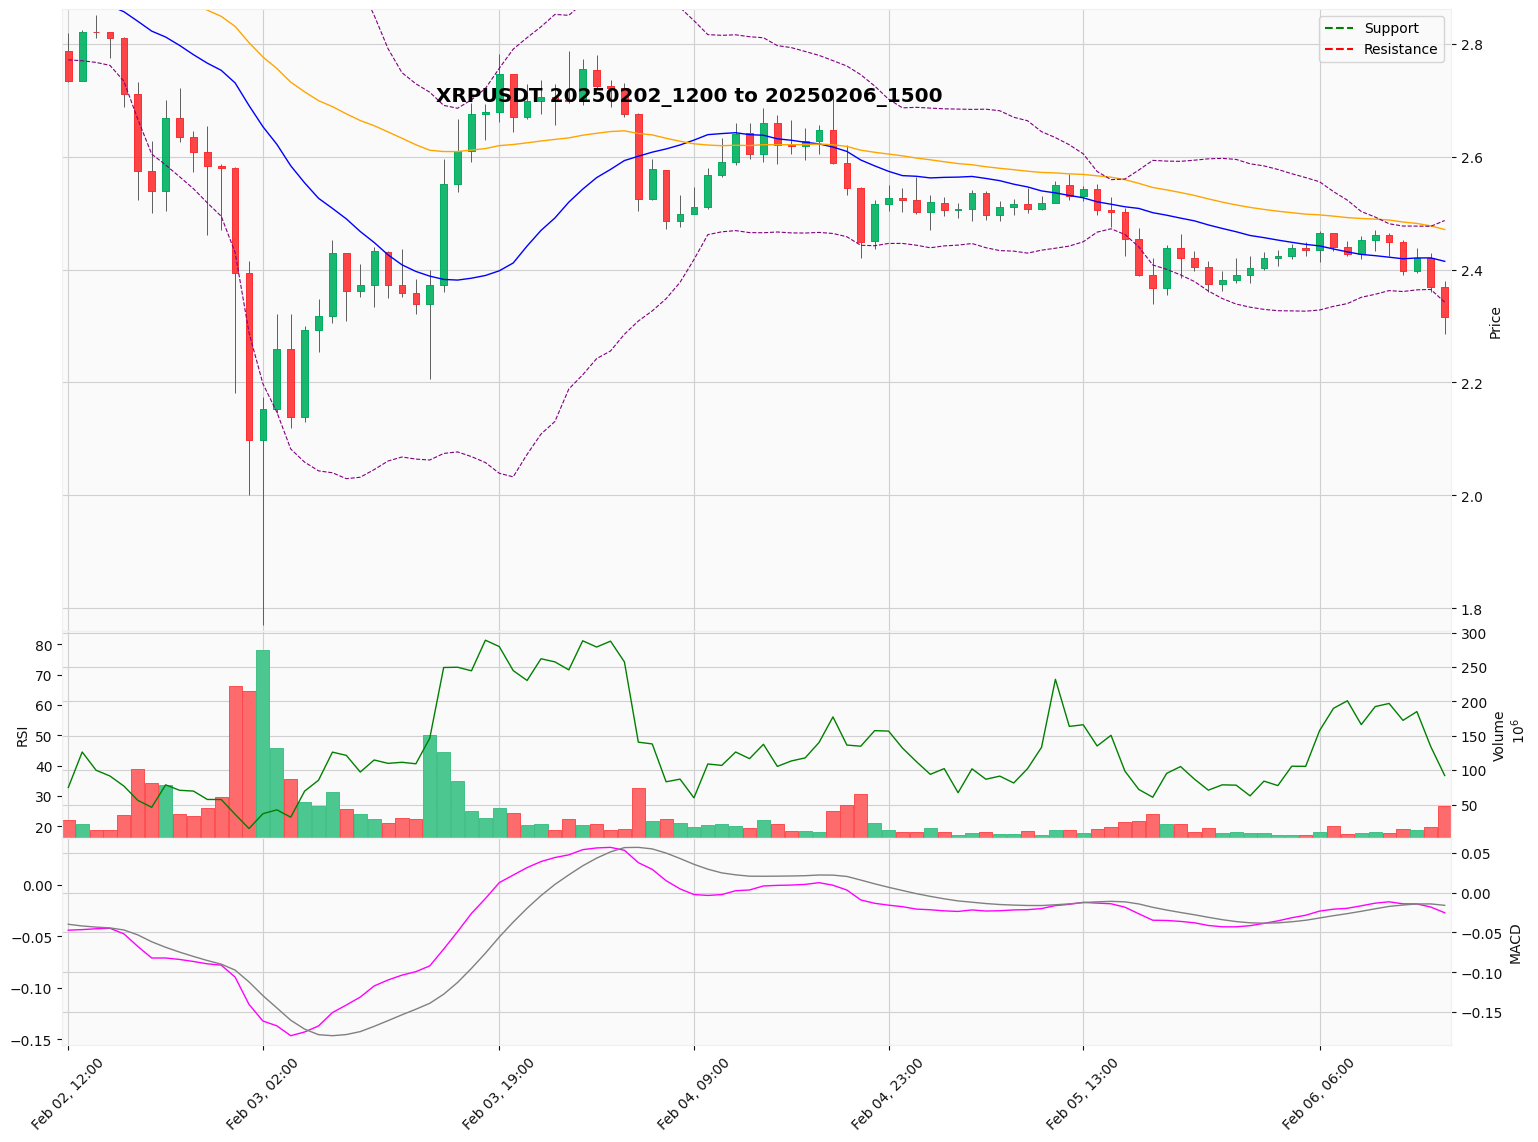 XRPUSDT 20250202_1200 to 20250206_1500
Support
Resistance
2.8
2.6
2.4
2.2
2.0
1.8
Price
80
70
60
50
40
30
20
RSI
300
250
200
150
100
50
Volume
10⁶
0.00
−0.05
−0.10
−0.15
0.05
0.00
−0.05
−0.10
−0.15
MACD
Feb 02, 12:00
Feb 03, 02:00
Feb 03, 19:00
Feb 04, 09:00
Feb 04, 23:00
Feb 05, 13:00
Feb 06, 06:00